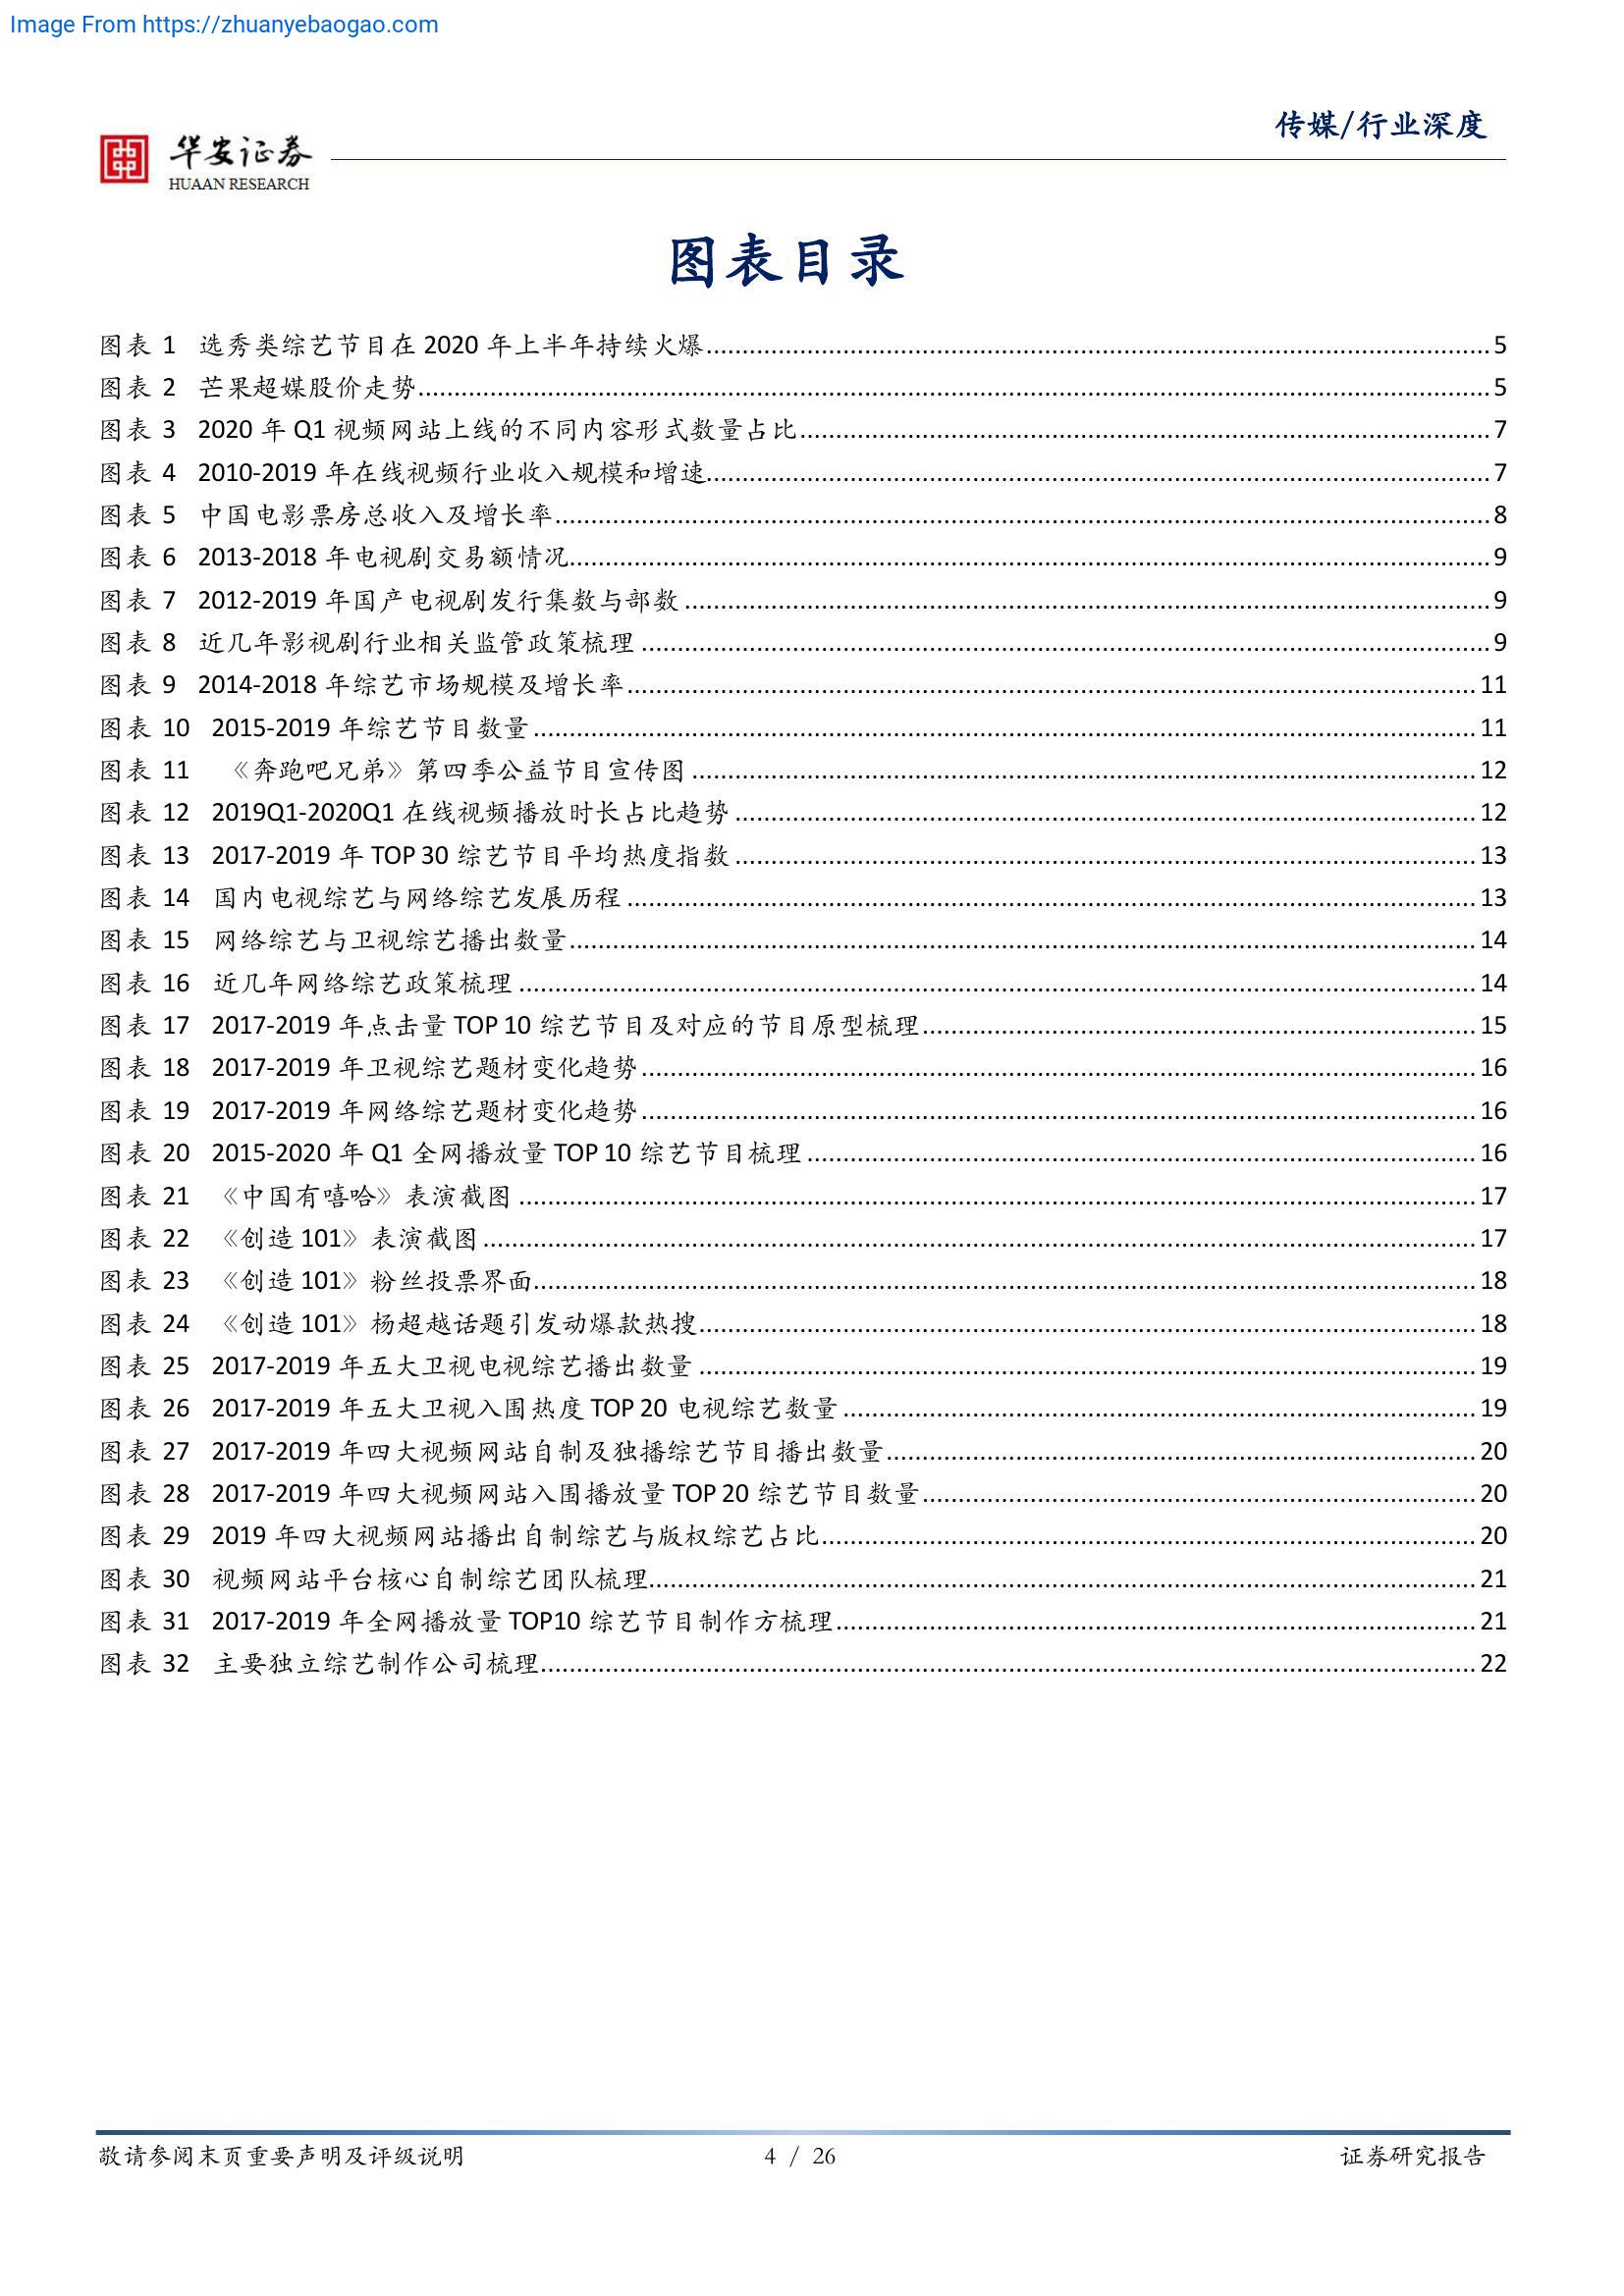 Image From https://zhuanyebaogao.com
传媒/行业深度
华安证券
HUAAN RESEARCH
图表目录
图表 1 选秀类综艺节目在 2020 年上半年持续火爆........5
图表 2 芒果超媒股价走势........5
图表 3 2020 年 Q1 视频网站上线的不同内容形式数量占比........7
图表 4 2010-2019 年在线视频行业收入规模和增速........7
图表 5 中国电影票房总收入及增长率........8
图表 6 2013-2018 年电视剧交易额情况........9
图表 7 2012-2019 年国产电视剧发行集数与部数........9
图表 8 近几年影视剧行业相关监管政策梳理........9
图表 9 2014-2018 年综艺市场规模及增长率........11
图表 10 2015-2019 年综艺节目数量........11
图表 11 《奔跑吧兄弟》第四季公益节目宣传图........12
图表 12 2019Q1-2020Q1 在线视频播放时长占比趋势........12
图表 13 2017-2019 年 TOP 30 综艺节目平均热度指数........13
图表 14 国内电视综艺与网络综艺发展历程........13
图表 15 网络综艺与卫视综艺播出数量........14
图表 16 近几年网络综艺政策梳理........14
图表 17 2017-2019 年点击量 TOP 10 综艺节目及对应的节目原型梳理........15
图表 18 2017-2019 年卫视综艺题材变化趋势........16
图表 19 2017-2019 年网络综艺题材变化趋势........16
图表 20 2015-2020 年 Q1 全网播放量 TOP 10 综艺节目梳理........16
图表 21 《中国有嘻哈》表演截图........17
图表 22 《创造 101》表演截图........17
图表 23 《创造 101》粉丝投票界面........18
图表 24 《创造 101》杨超越话题引发动爆款热搜........18
图表 25 2017-2019 年五大卫视电视综艺播出数量........19
图表 26 2017-2019 年五大卫视入围热度 TOP 20 电视综艺数量........19
图表 27 2017-2019 年四大视频网站自制及独播综艺节目播出数量........20
图表 28 2017-2019 年四大视频网站入围播放量 TOP 20 综艺节目数量........20
图表 29 2019 年四大视频网站播出自制综艺与版权综艺占比........20
图表 30 视频网站平台核心自制综艺团队梳理........21
图表 31 2017-2019 年全网播放量 TOP10 综艺节目制作方梳理........21
图表 32 主要独立综艺制作公司梳理........22
敬请参阅末页重要声明及评级说明 4 / 26 证券研究报告